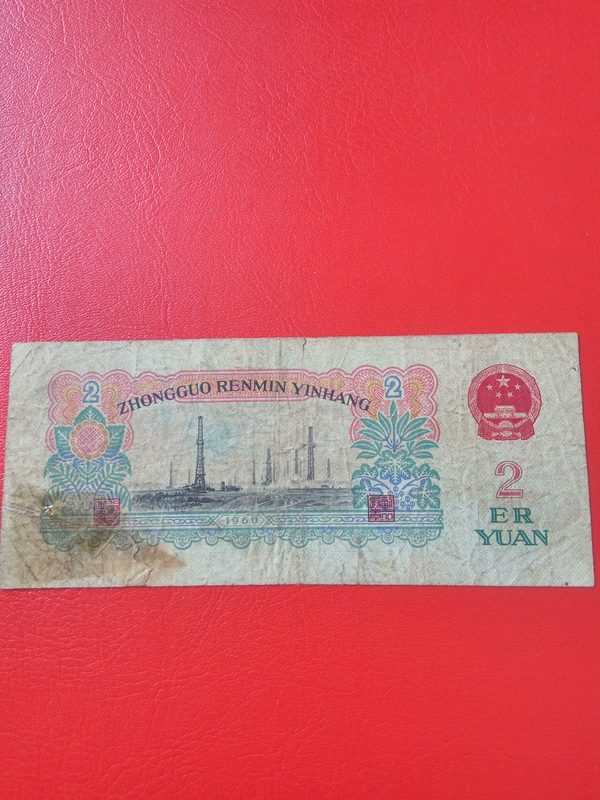 2
2
ZHONGGUO RENMIN YINHANG
1960
2
ER
YUAN